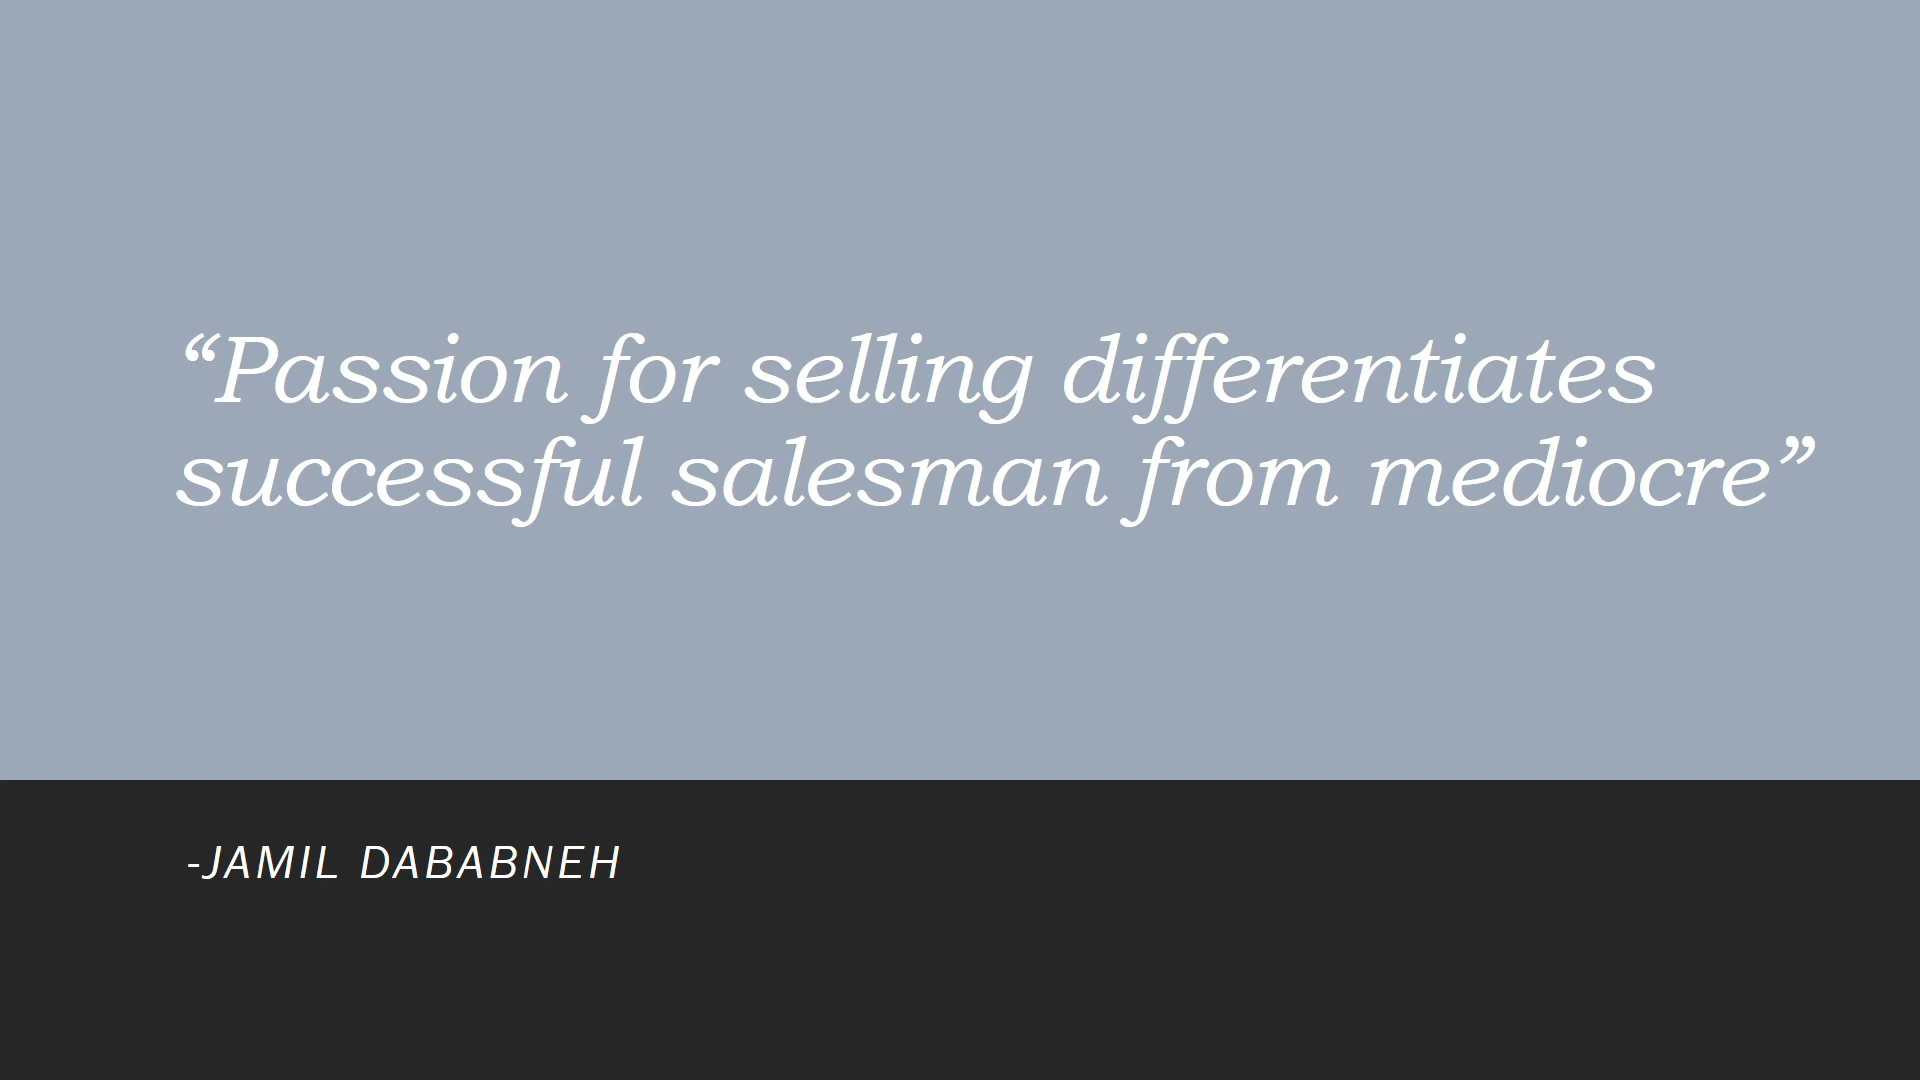 “Passion for selling differentiates
successful salesman from mediocre”
-JAMIL DABABNEH